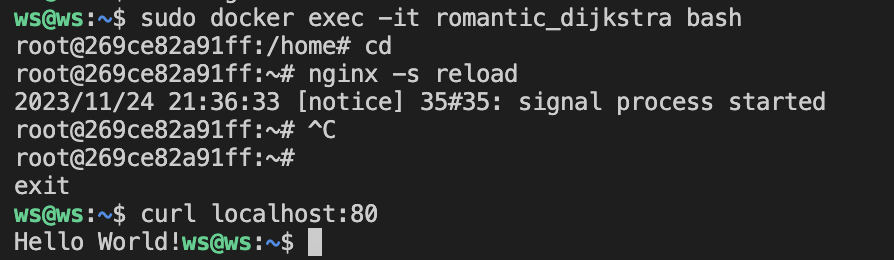 ws@ws:~$ sudo docker exec -it romantic_dijkstra bash
root@269ce82a91ff:/home# cd
root@269ce82a91ff:~# nginx -s reload
2023/11/24 21:36:33 [notice] 35#35: signal process started
root@269ce82a91ff:~# ^C
root@269ce82a91ff:~#
exit
ws@ws:~$ curl localhost:80
Hello World!ws@ws:~$